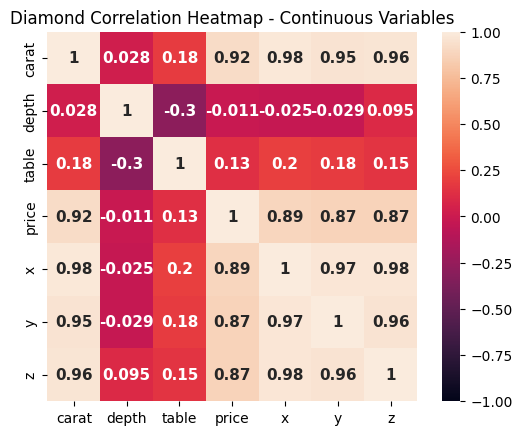 Diamond Correlation Heatmap - Continuous Variables
carat 1 0.028 0.18 0.92 0.98 0.95 0.96
depth 0.028 1 -0.3 -0.011 -0.025 -0.029 0.095
table 0.18 -0.3 1 0.13 0.2 0.18 0.15
price 0.92 -0.011 0.13 1 0.89 0.87 0.87
x 0.98 -0.025 0.2 0.89 1 0.97 0.98
y 0.95 -0.029 0.18 0.87 0.97 1 0.96
z 0.96 0.095 0.15 0.87 0.98 0.96 1
carat depth table price x y z
1.00
0.75
0.50
0.25
0.00
−0.25
−0.50
−0.75
−1.00